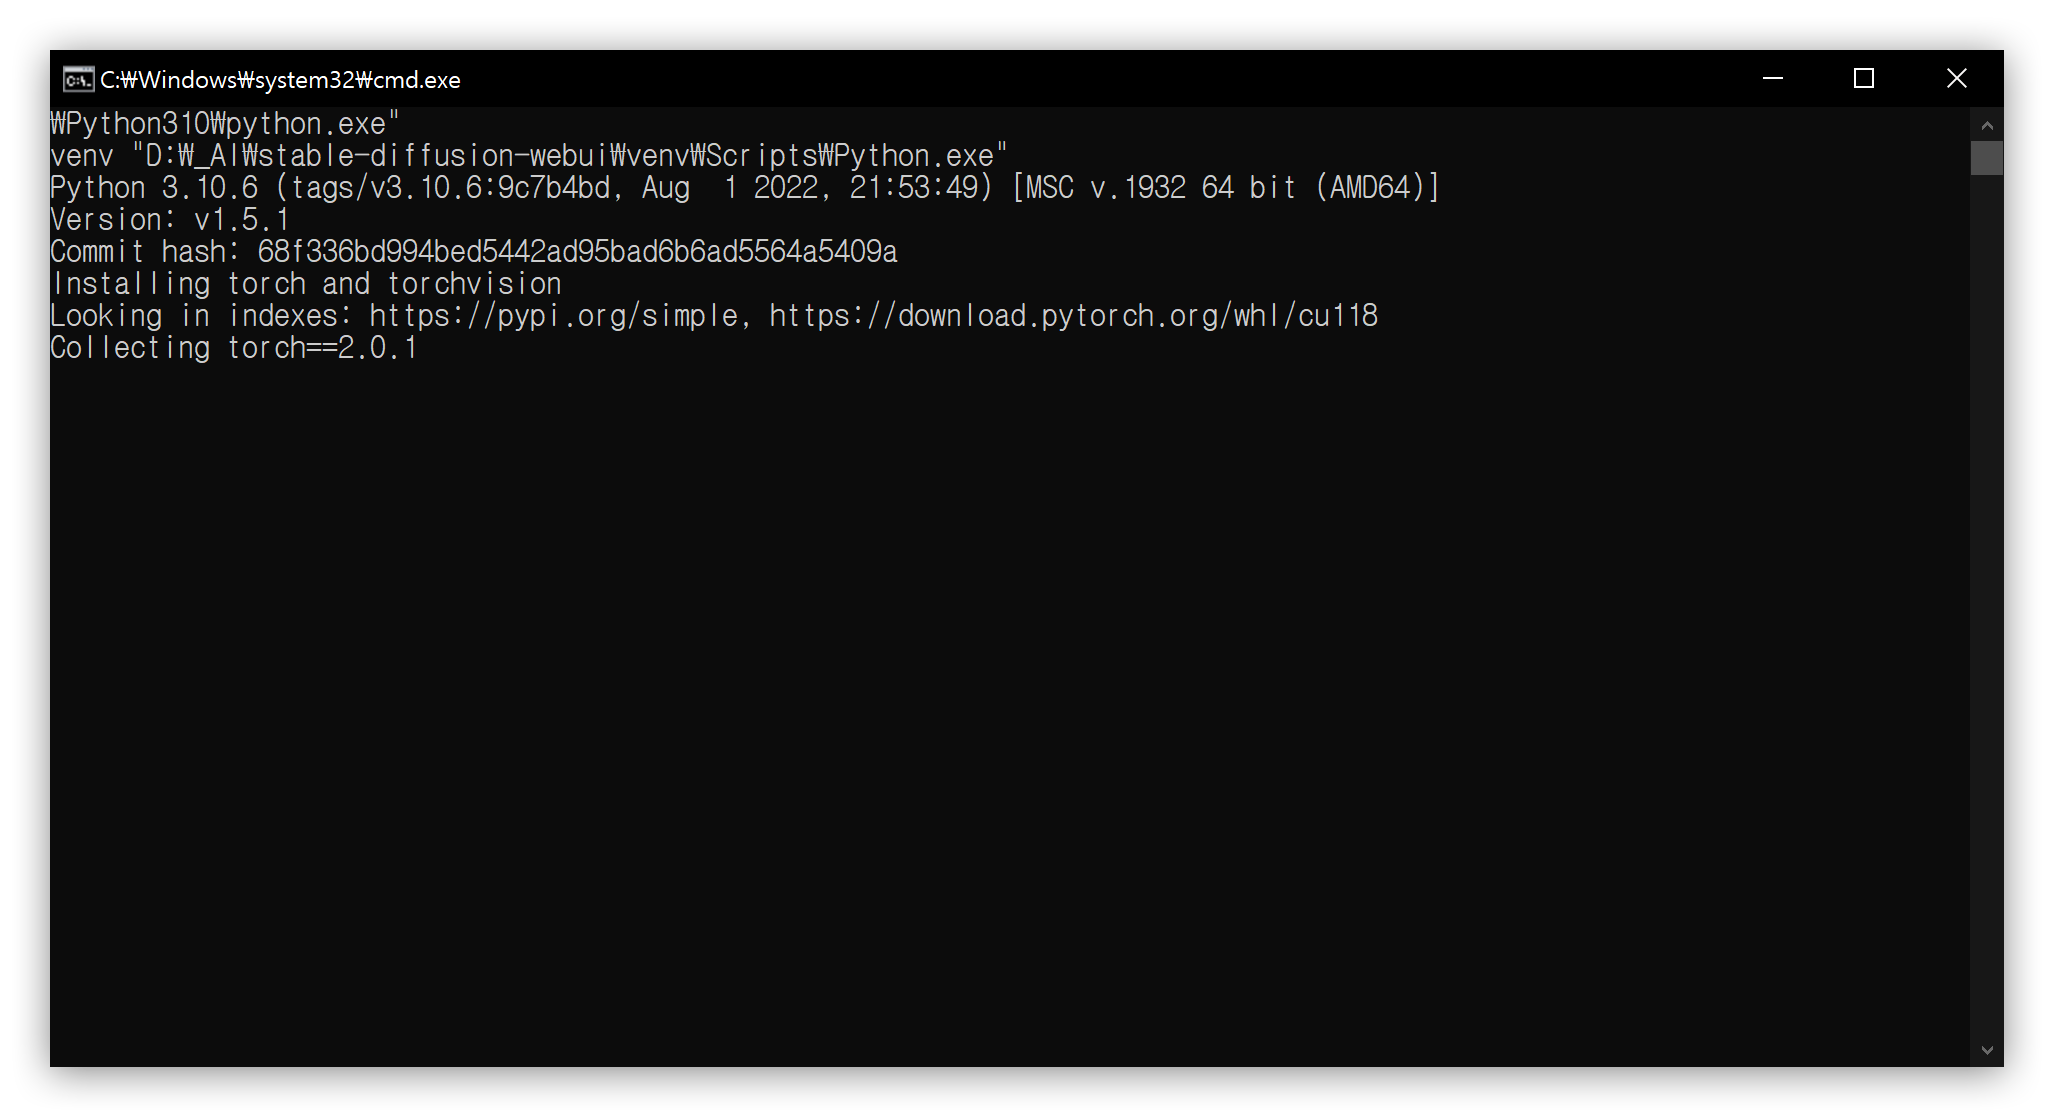 C:\Windows\system32\cmd.exe
₩Python310₩python.exe"
venv "D:₩_AI₩stable-diffusion-webui₩venv₩Scripts₩Python.exe"
Python 3.10.6 (tags/v3.10.6:9c7b4bd, Aug  1 2022, 21:53:49) [MSC v.1932 64 bit (AMD64)]
Version: v1.5.1
Commit hash: 68f336bd994bed5442ad95bad6b6ad5564a5409a
Installing torch and torchvision
Looking in indexes: https://pypi.org/simple, https://download.pytorch.org/whl/cu118
Collecting torch==2.0.1